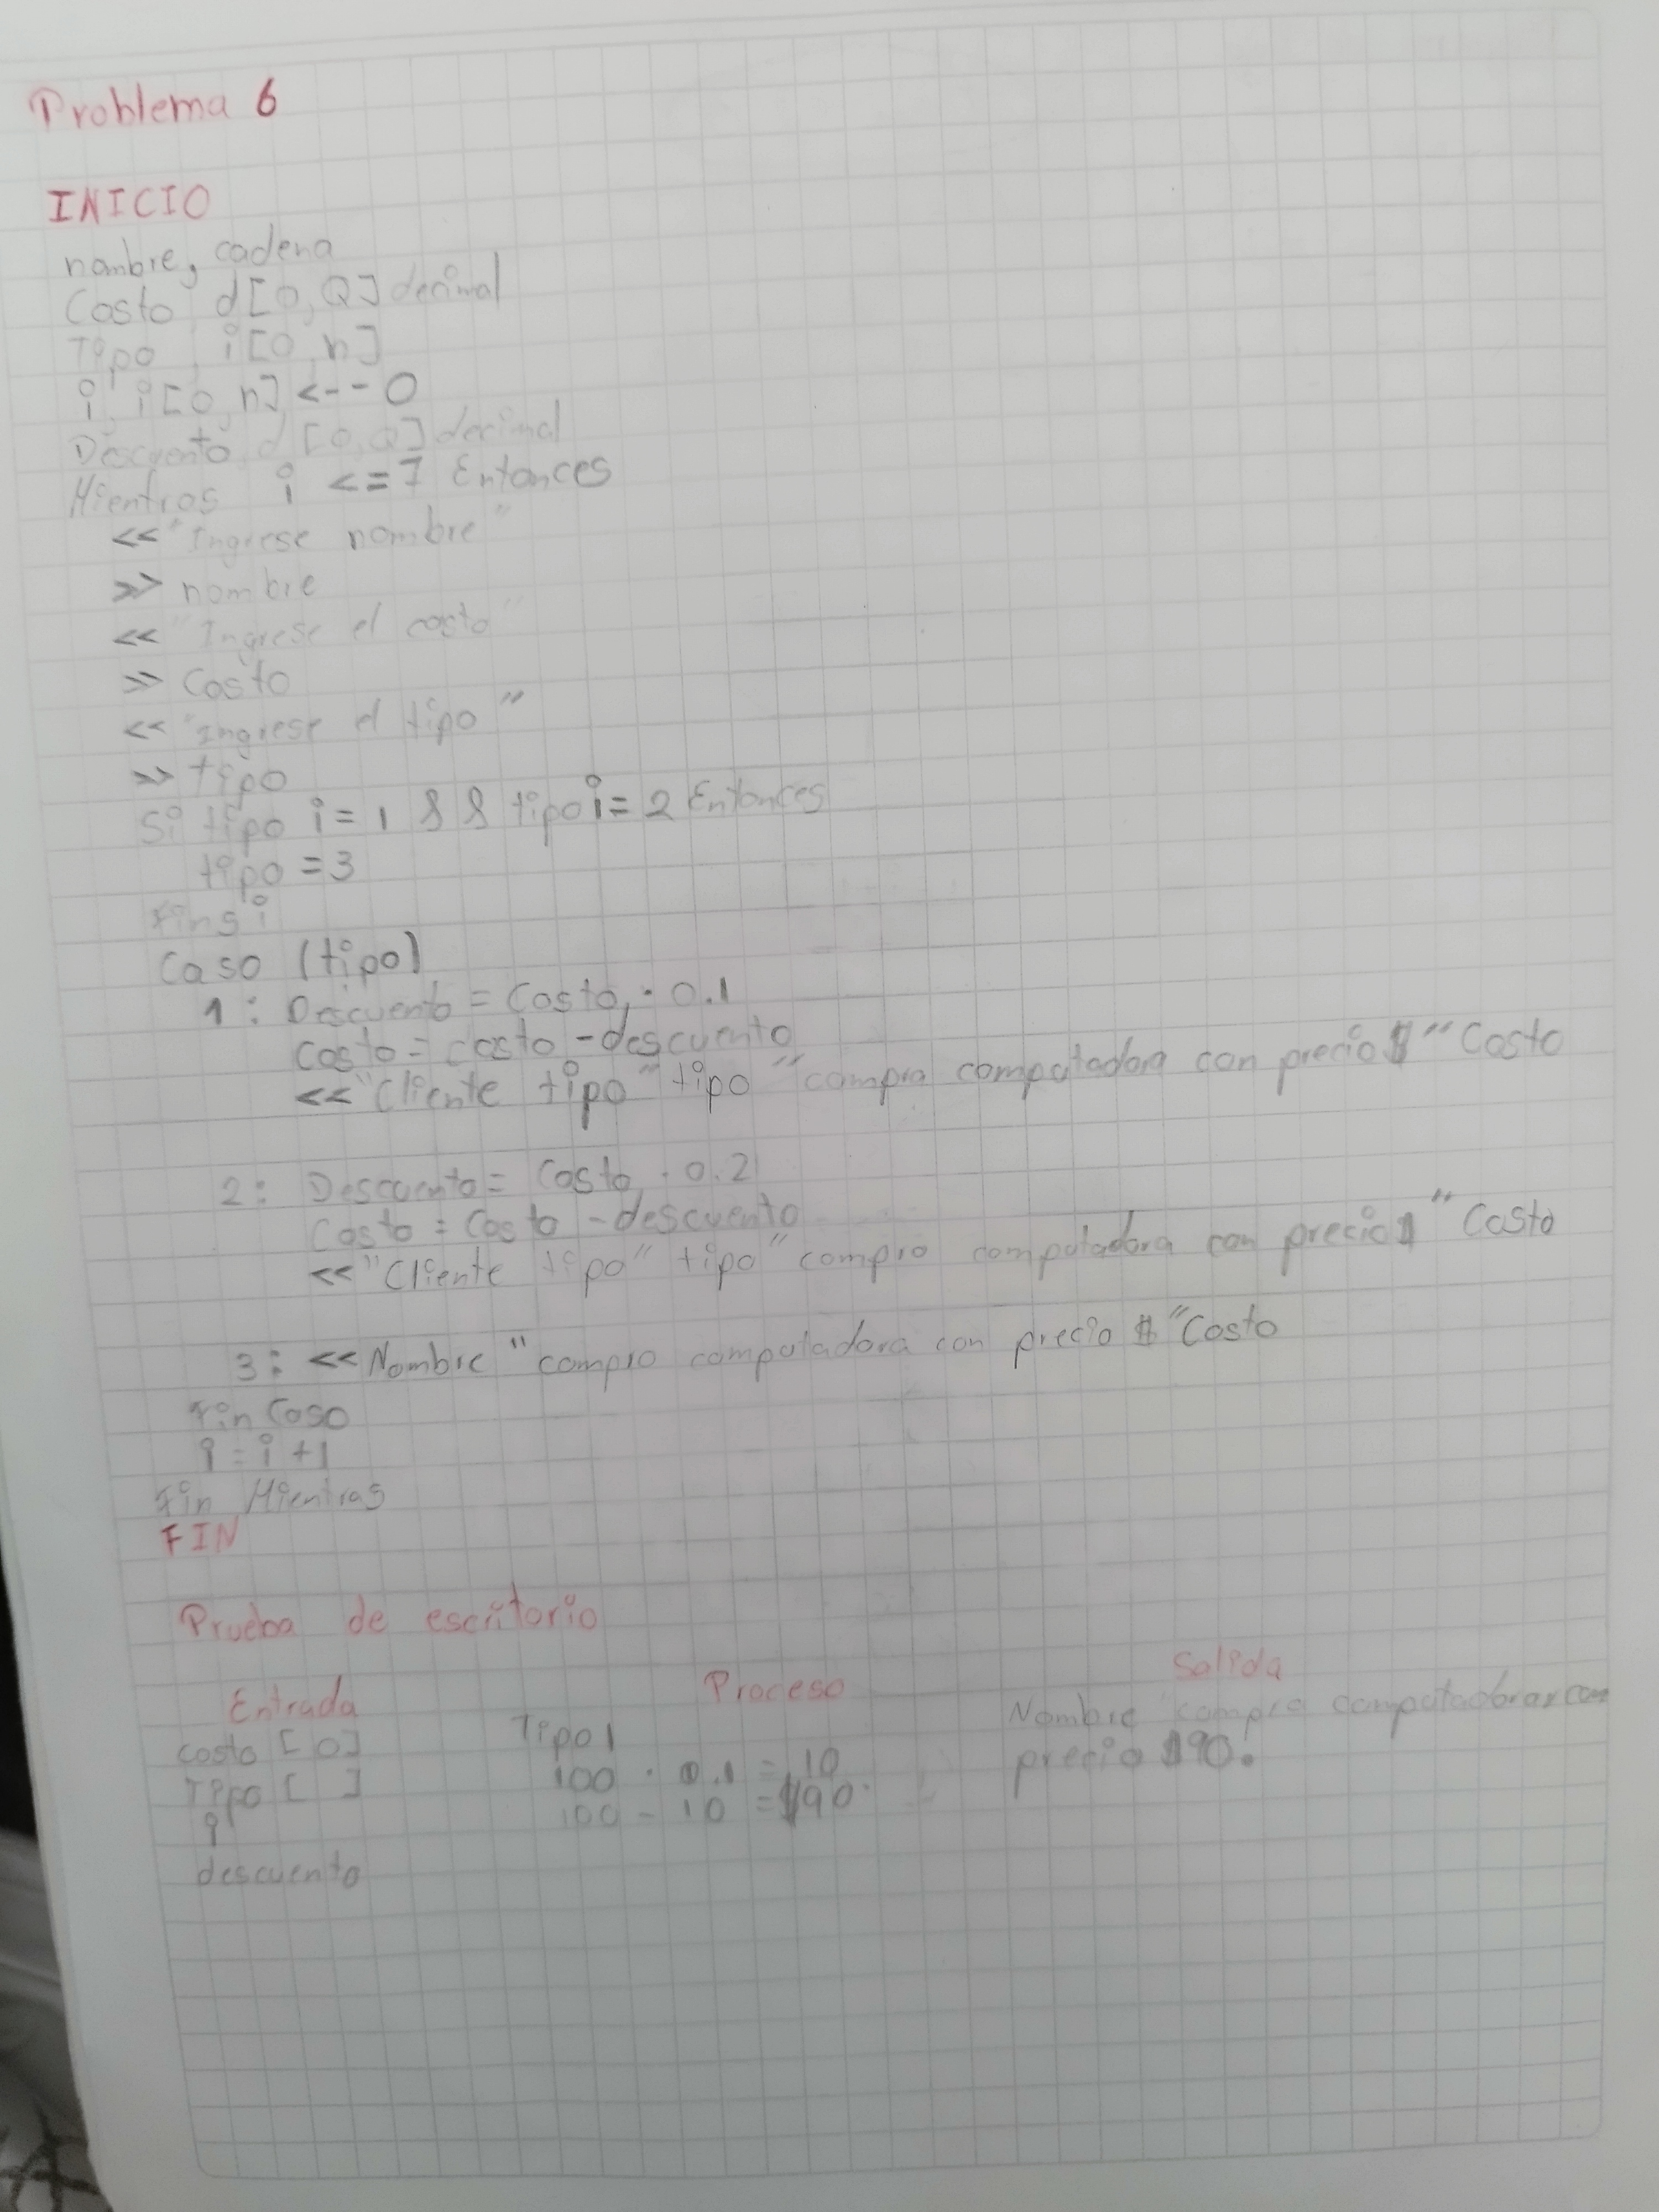 Problema 6
INICIO
nombre, cadena
Costo, d[0,Q] decimal
Tipo, i[0,n]
i, i[0,n] <-- 0
Descuento, d[0,Q] decimal
Mientras i <= 7 Entonces
<< "Ingrese nombre"
>> nombre
<< "Ingrese el costo"
>> Costo
<< "Ingrese el tipo"
>> tipo
Si tipo i= 1 && tipo i= 2 Entonces
tipo = 3
Finsi
Caso (tipo)
1: Descuento = Costo · 0.1
Costo = costo - descuento
<< "Cliente tipo" tipo "compra computadora con precio $" Costo
2: Descuento = Costo · 0.2
Costo = Costo - descuento
<< "Cliente tipo" tipo "compro computadora con precio $" Costo
3: << Nombre "compro computadora con precio $" Costo
Fin Caso
i = i + 1
Fin Mientras
FIN
Prueba de escritorio
Entrada Proceso Salida
costo [0] Tipo 1 Nombre compra computadora con
Tipo [ ] 100 · 0.1 = 10 precio $90.
i 100 - 10 = $90.
descuento